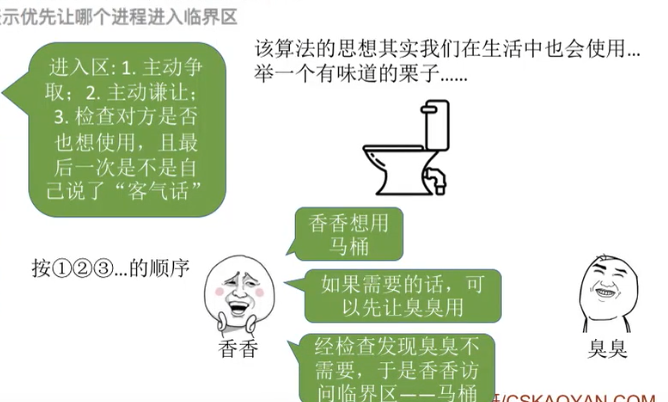 示优先让哪个进程进入临界区
进入区: 1. 主动争
取；2. 主动谦让；
3. 检查对方是否
也想使用，且最
后一次是不是自
己说了“客气话”
该算法的思想其实我们在生活中也会使用...
举一个有味道的栗子......
香香想用
马桶
按①②③...的顺序
如果需要的话，可
以先让臭臭用
香香
臭臭
经检查发现臭臭不
需要，于是香香访
问临界区——马桶
/CSKAOYAN.COM